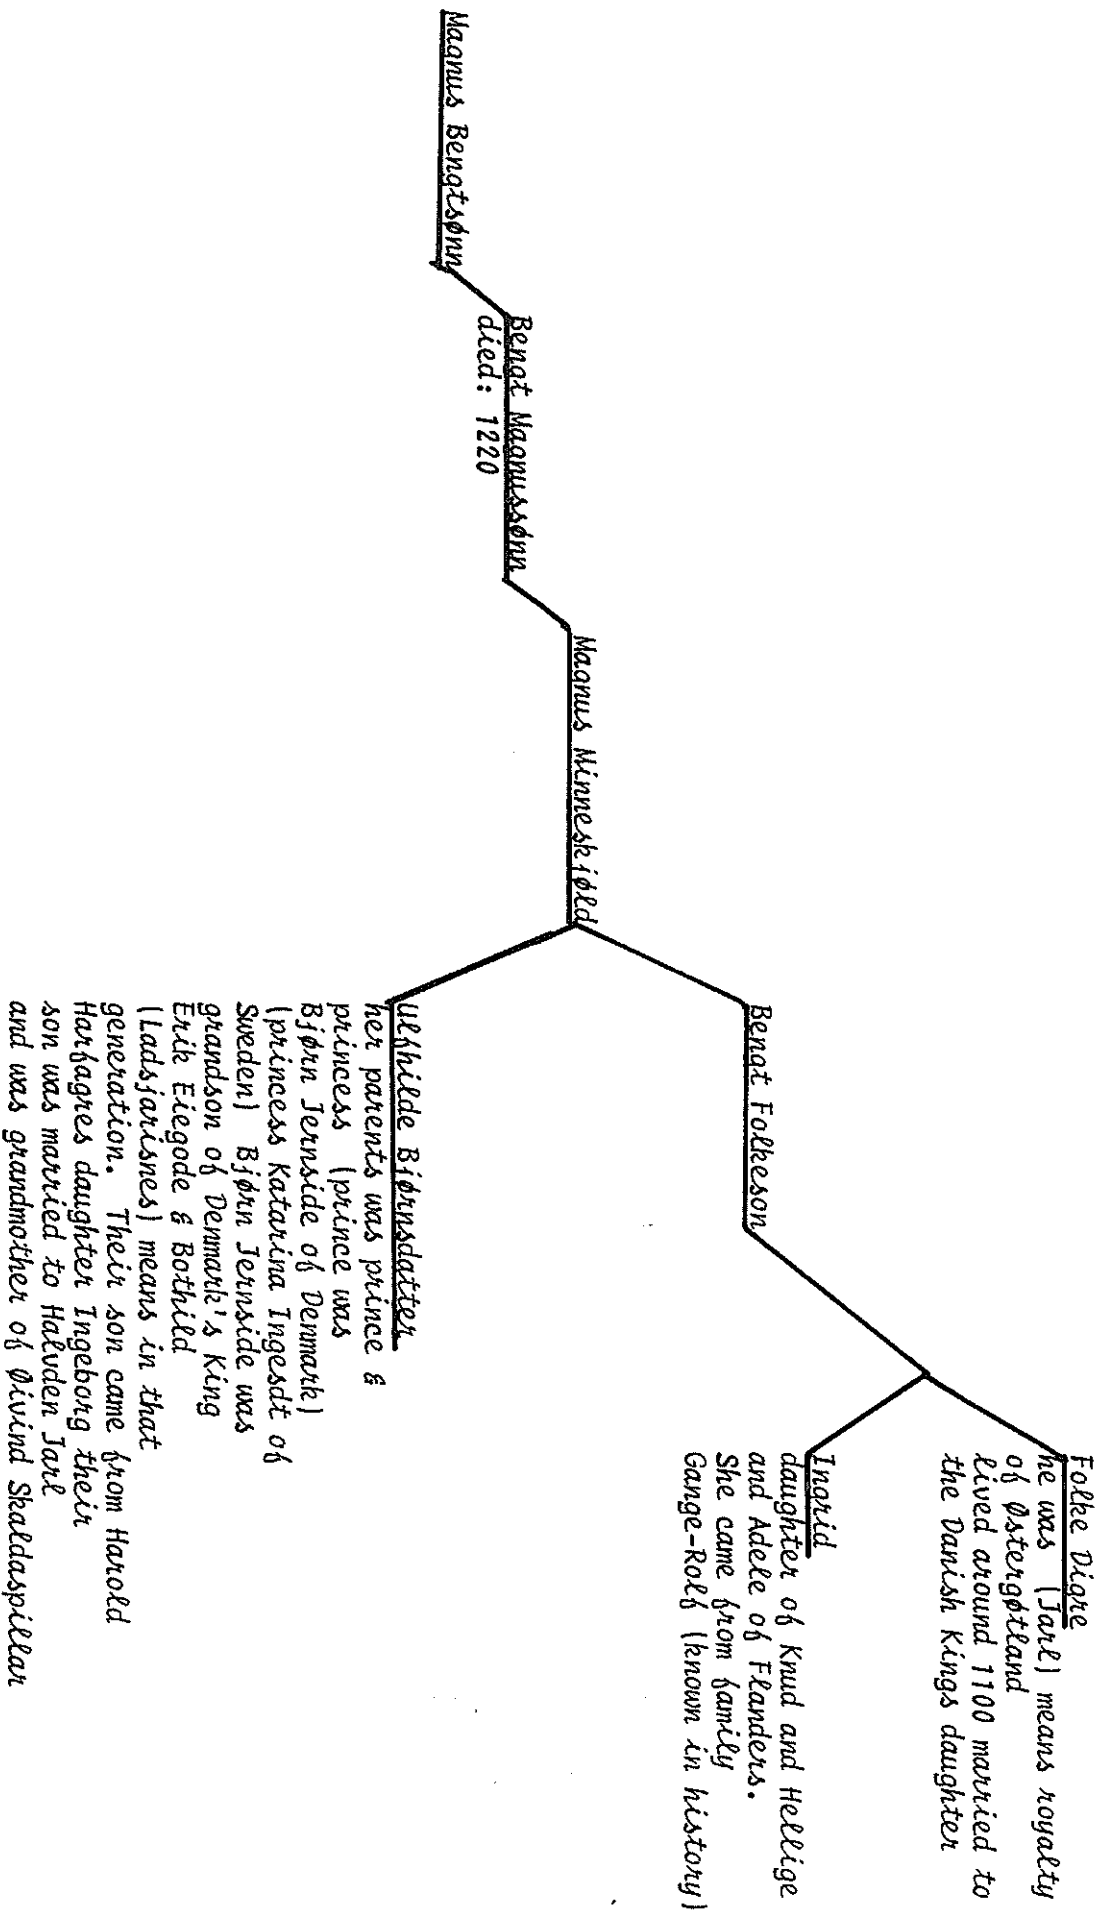 Magnus Bengtsønn
Bengt Magnussønn
died: 1220
Magnus Minneskjøld
Bengt Folkeson
Folke Digre
he was (Jarl) means royalty
of Østergøtland
lived around 1100 married to
the Danish Kings daughter
Ingrid
daughter of Knud and Hellige
and Adele of Flanders.
She came from family
Gange-Rolf (known in history)
Ulfhilde Bjørnsdatter
her parents was prince &
princess (prince was
Bjørn Jernside of Denmark)
(princess Katarina Ingesdt of
Sweden) Bjørn Jernside was
grandson of Denmark's King
Erik Eiegode & Bothild
(Ladsjarisnes) means in that
generation. Their son came from Harold
Harfagres daughter Ingeborg their
son was married to Halvden Jarl
and was grandmother of Øivind Skaldaspillar